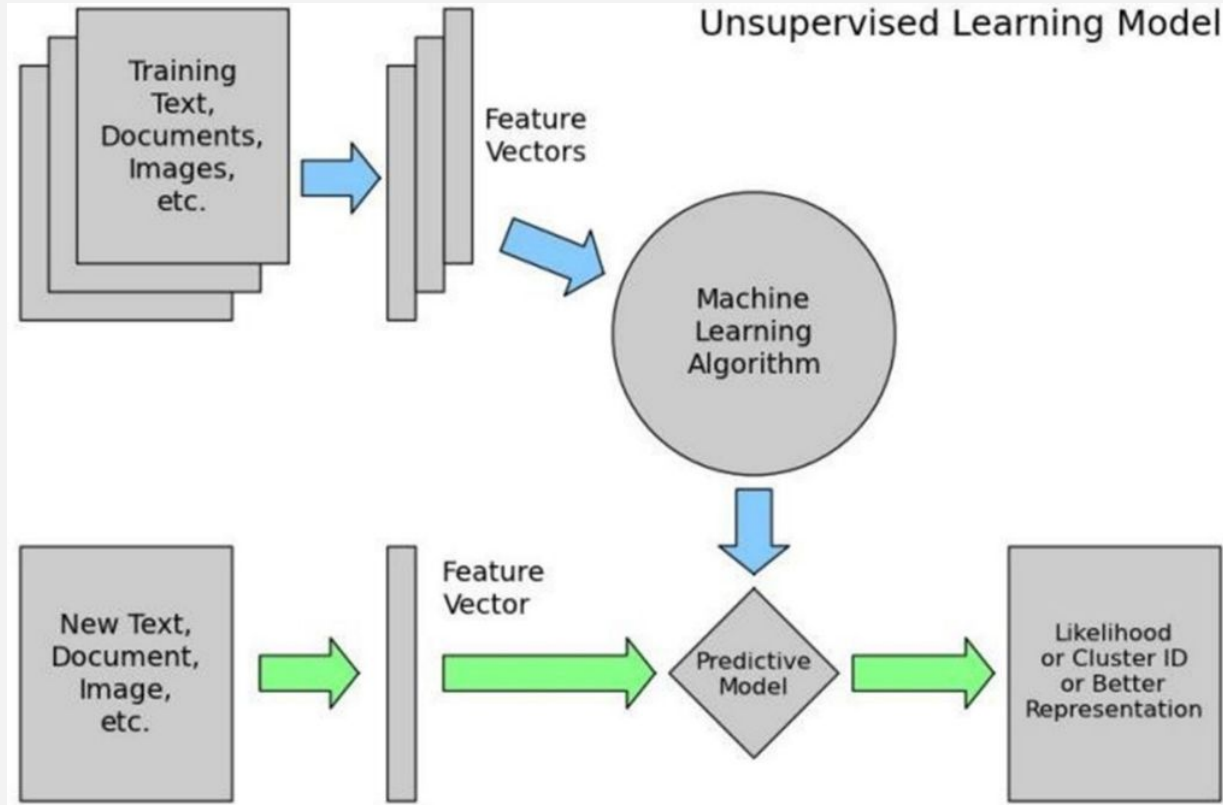 Unsupervised Learning Model
Training
Text,
Documents,
Images,
etc.
Feature
Vectors
Machine
Learning
Algorithm
New Text,
Document,
Image,
etc.
Feature
Vector
Predictive
Model
Likelihood
or Cluster ID
or Better
Representation